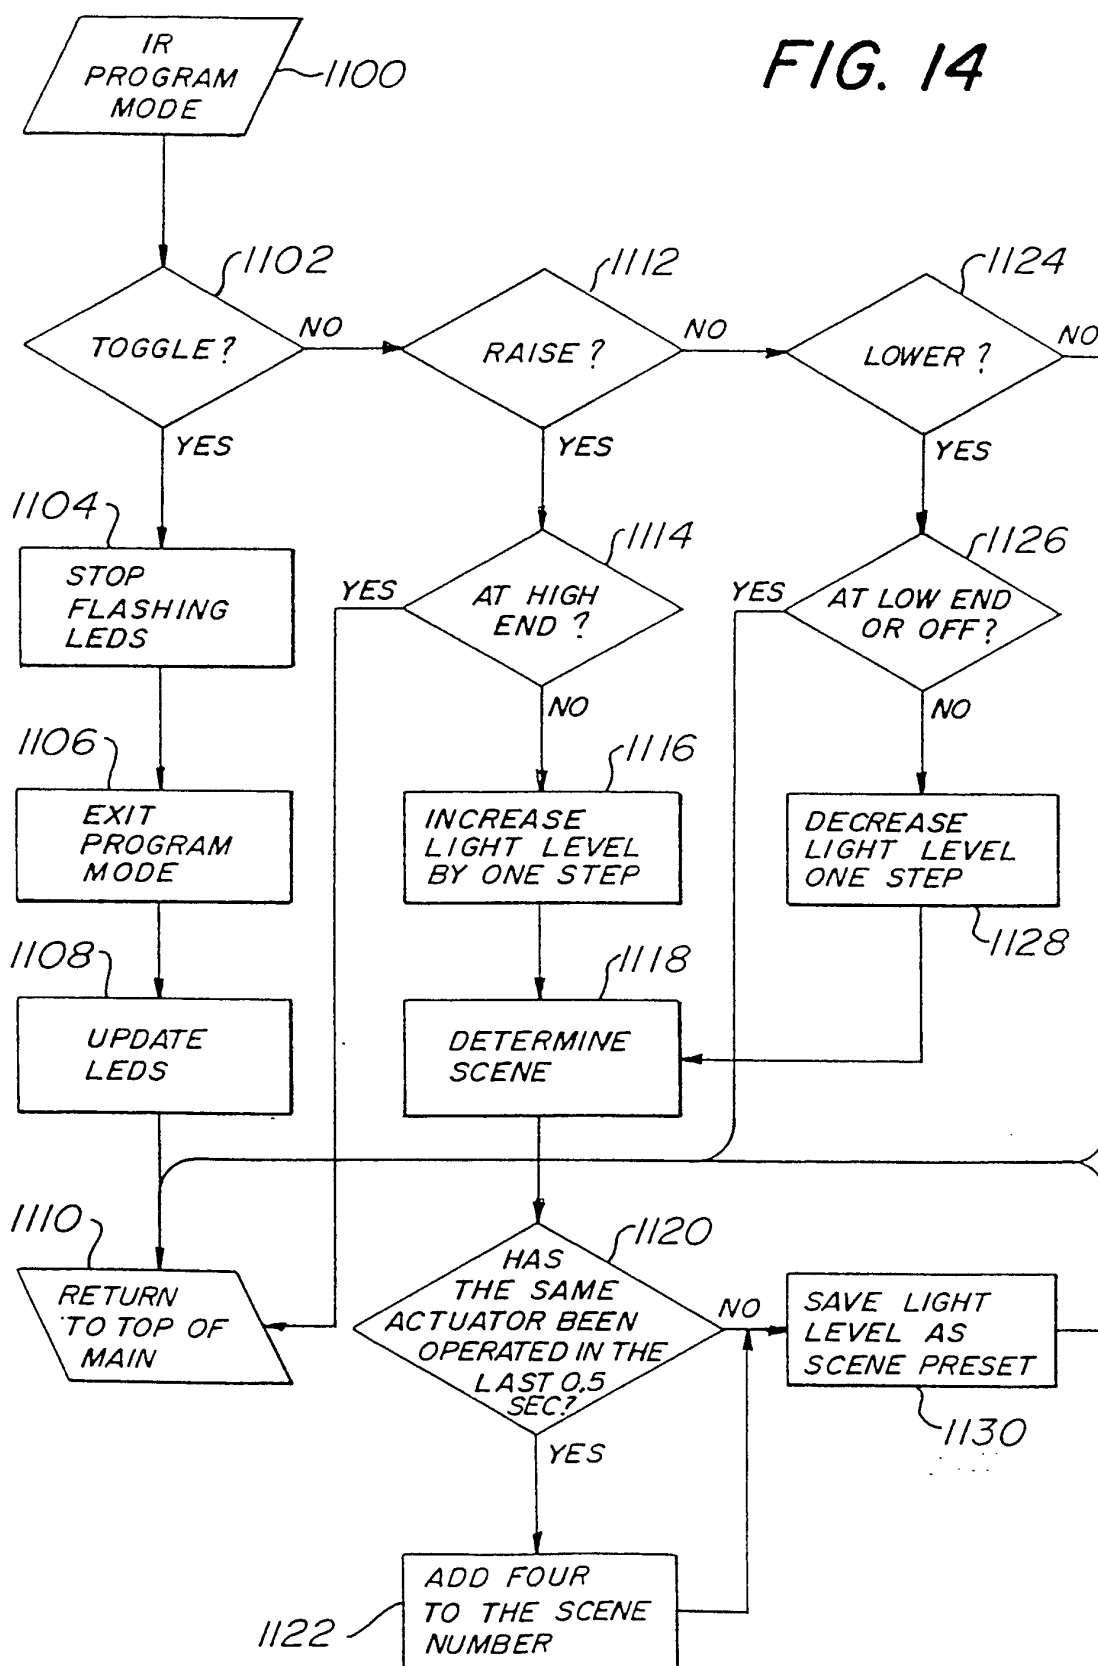 FIG. 14
IR
PROGRAM
MODE
1100
1102
TOGGLE?
NO
YES
1112
RAISE?
NO
YES
1124
LOWER?
NO
YES
1104
STOP
FLASHING
LEDS
1114
YES
AT HIGH
END?
NO
1126
YES
AT LOW END
OR OFF?
NO
1106
EXIT
PROGRAM
MODE
1116
INCREASE
LIGHT LEVEL
BY ONE STEP
DECREASE
LIGHT LEVEL
ONE STEP
1128
1108
UPDATE
LEDS
1118
DETERMINE
SCENE
1110
RETURN
TO TOP OF
MAIN
1120
HAS
THE SAME
ACTUATOR BEEN
OPERATED IN THE
LAST 0.5
SEC?
NO
YES
SAVE LIGHT
LEVEL AS
SCENE PRESET
1130
ADD FOUR
TO THE SCENE
NUMBER
1122